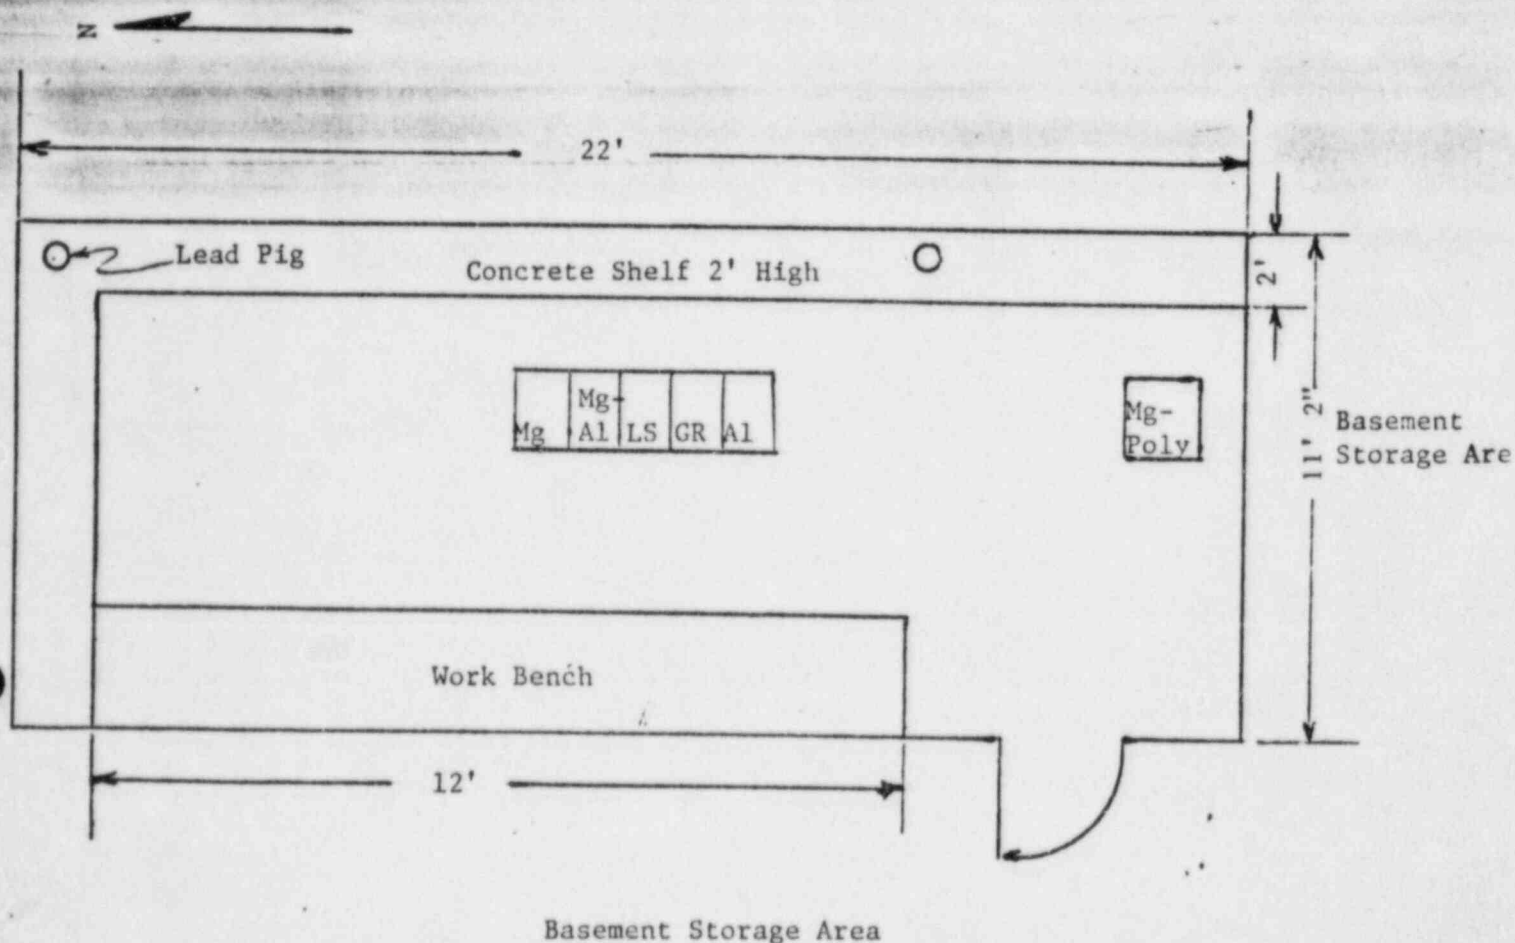 N
22'
Lead Pig
Concrete Shelf 2' High
2'
Mg
Mg-
Al
LS
GR
Al
Mg-
Poly
11' 2"
Basement
Storage Are
Work Bench
12'
Basement Storage Area